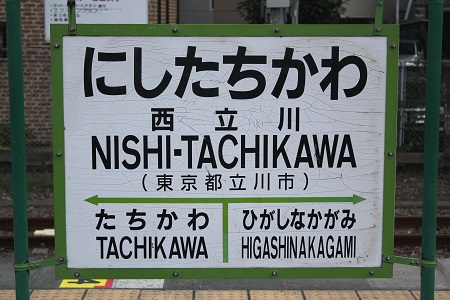 にしたちかわ
西立川
NISHI-TACHIKAWA
(東京都立川市)
たちかわ ひがしなかがみ
TACHIKAWA HIGASHINAKAGAMI